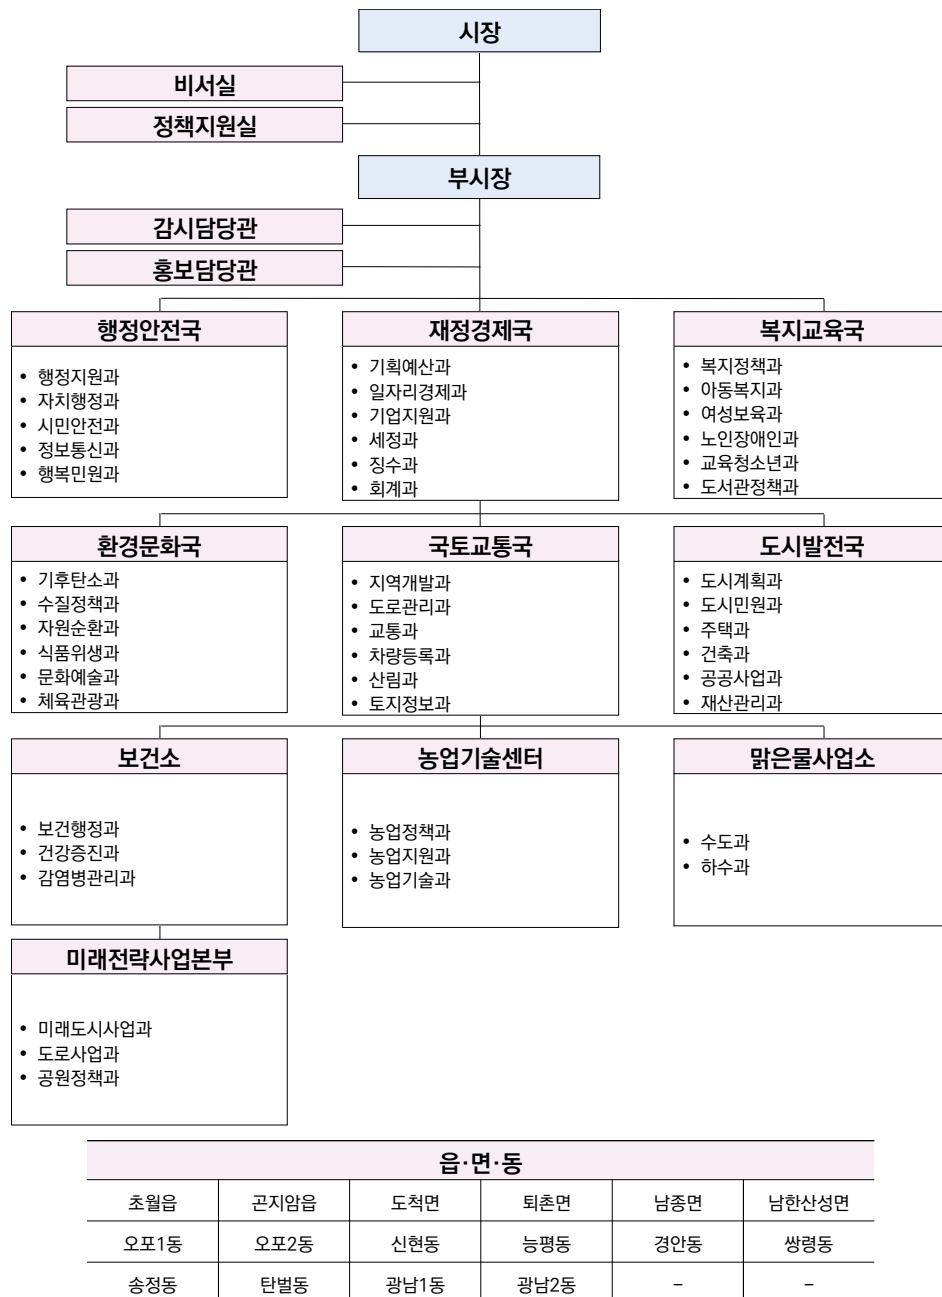 시장
비서실
정책지원실
부시장
감시담당관
홍보담당관
행정안전국
• 행정지원과
• 자치행정과
• 시민안전과
• 정보통신과
• 행복민원과
재정경제국
• 기획예산과
• 일자리경제과
• 기업지원과
• 세정과
• 징수과
• 회계과
복지교육국
• 복지정책과
• 아동복지과
• 여성보육과
• 노인장애인과
• 교육청소년과
• 도서관정책과
환경문화국
• 기후탄소과
• 수질정책과
• 자원순환과
• 식품위생과
• 문화예술과
• 체육관광과
국토교통국
• 지역개발과
• 도로관리과
• 교통과
• 차량등록과
• 산림과
• 토지정보과
도시발전국
• 도시계획과
• 도시민원과
• 주택과
• 건축과
• 공공사업과
• 재산관리과
보건소
• 보건행정과
• 건강증진과
• 감염병관리과
농업기술센터
• 농업정책과
• 농업지원과
• 농업기술과
맑은물사업소
• 수도과
• 하수과
미래전략사업본부
• 미래도시사업과
• 도로사업과
• 공원정책과
읍·면·동
초월읍 곤지암읍 도척면 퇴촌면 남종면 남한산성면
오포1동 오포2동 신현동 능평동 경안동 쌍령동
송정동 탄벌동 광남1동 광남2동 – –